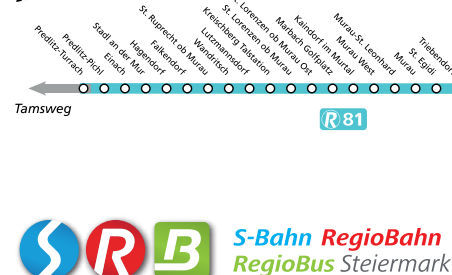 Predlitz-Turrach
Predlitz-Pichl
Einach
Stadl an der Mur
Hagendorf
Falkendorf
St. Ruprecht ob Murau
Wandritsch
Lutzmannsdorf
Kreischberg Talstation
St. Lorenzen ob Murau
St. Lorenzen ob Murau Ost
Marbach Golfplatz
Kaindorf im Murtal
Murau West
Murau-St. Leonhard
Murau
St. Egidi
Triebendorf
Tamsweg
R 81
S R B
S-Bahn RegioBahn
RegioBus Steiermark